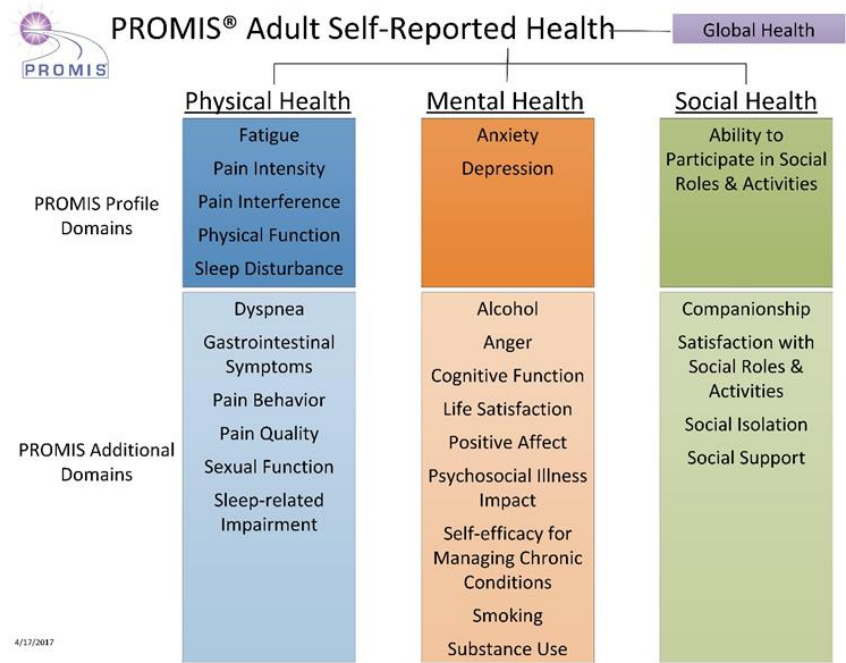 PROMIS® Adult Self-Reported Health
Global Health
PROMIS
Physical Health
Mental Health
Social Health
PROMIS Profile
Domains
Fatigue
Pain Intensity
Pain Interference
Physical Function
Sleep Disturbance
Anxiety
Depression
Ability to
Participate in Social
Roles & Activities
PROMIS Additional
Domains
Dyspnea
Gastrointestinal
Symptoms
Pain Behavior
Pain Quality
Sexual Function
Sleep-related
Impairment
Alcohol
Anger
Cognitive Function
Life Satisfaction
Positive Affect
Psychosocial Illness
Impact
Self-efficacy for
Managing Chronic
Conditions
Smoking
Substance Use
Companionship
Satisfaction with
Social Roles &
Activities
Social Isolation
Social Support
4/17/2017